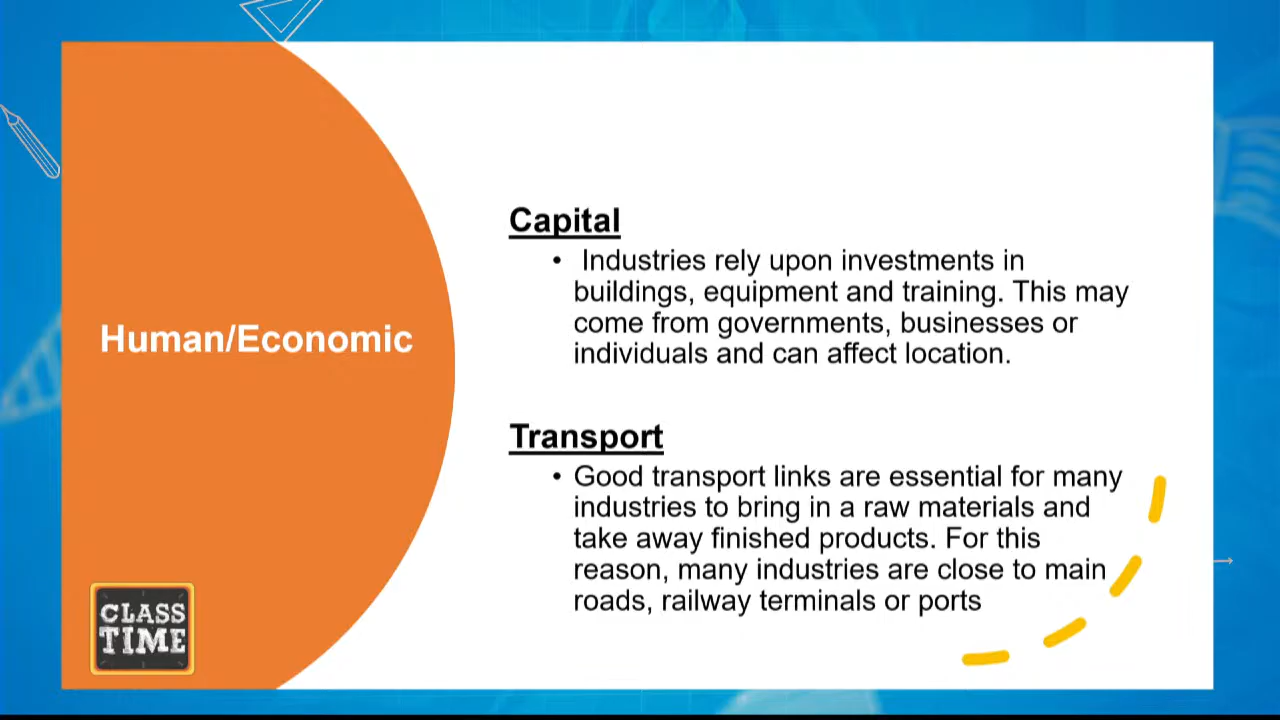 Human/Economic
Capital
• Industries rely upon investments in
buildings, equipment and training. This may
come from governments, businesses or
individuals and can affect location.
Transport
• Good transport links are essential for many
industries to bring in a raw materials and
take away finished products. For this
reason, many industries are close to main
roads, railway terminals or ports
CLASS
TIME